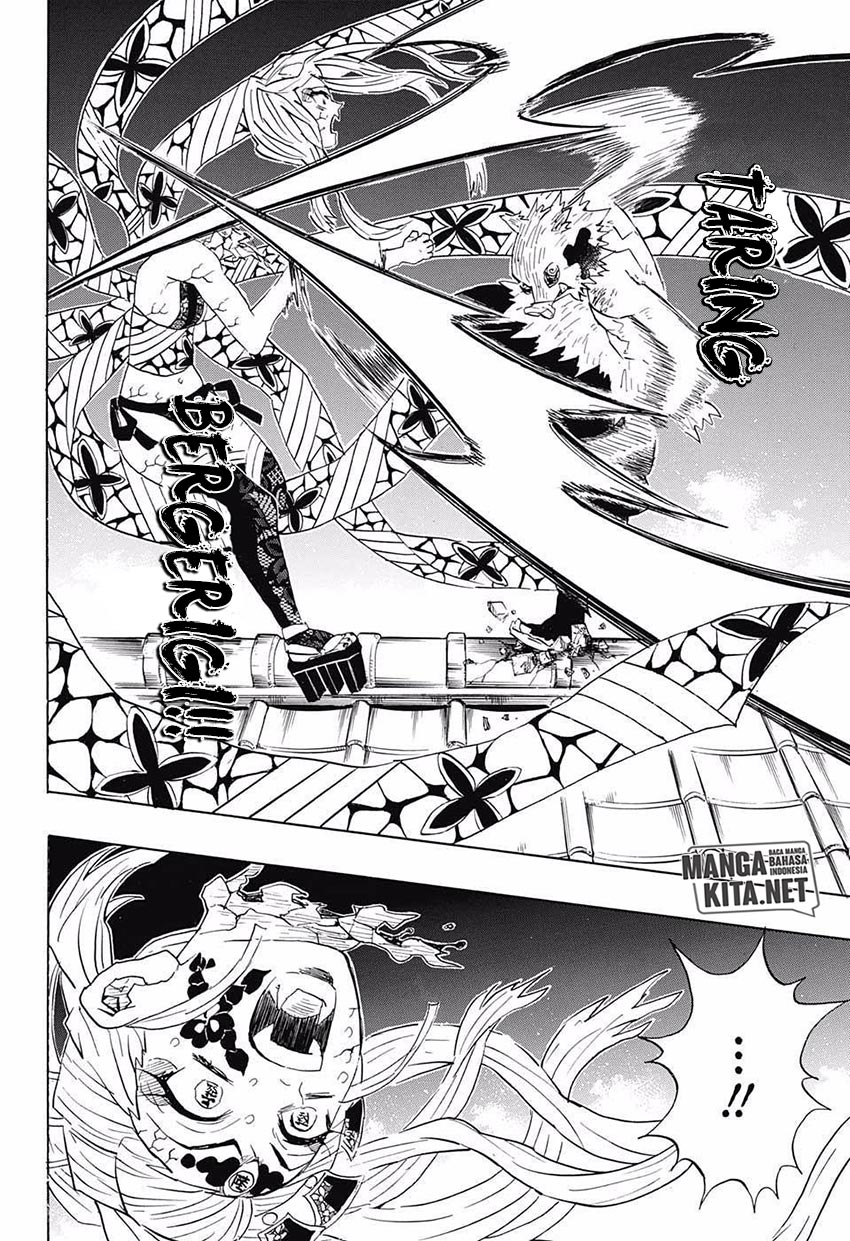 TARING
BERGERIGI!!!
MANGA
KITA.NET
BACA MANGA
BAHASA
INDONESIA
...!!